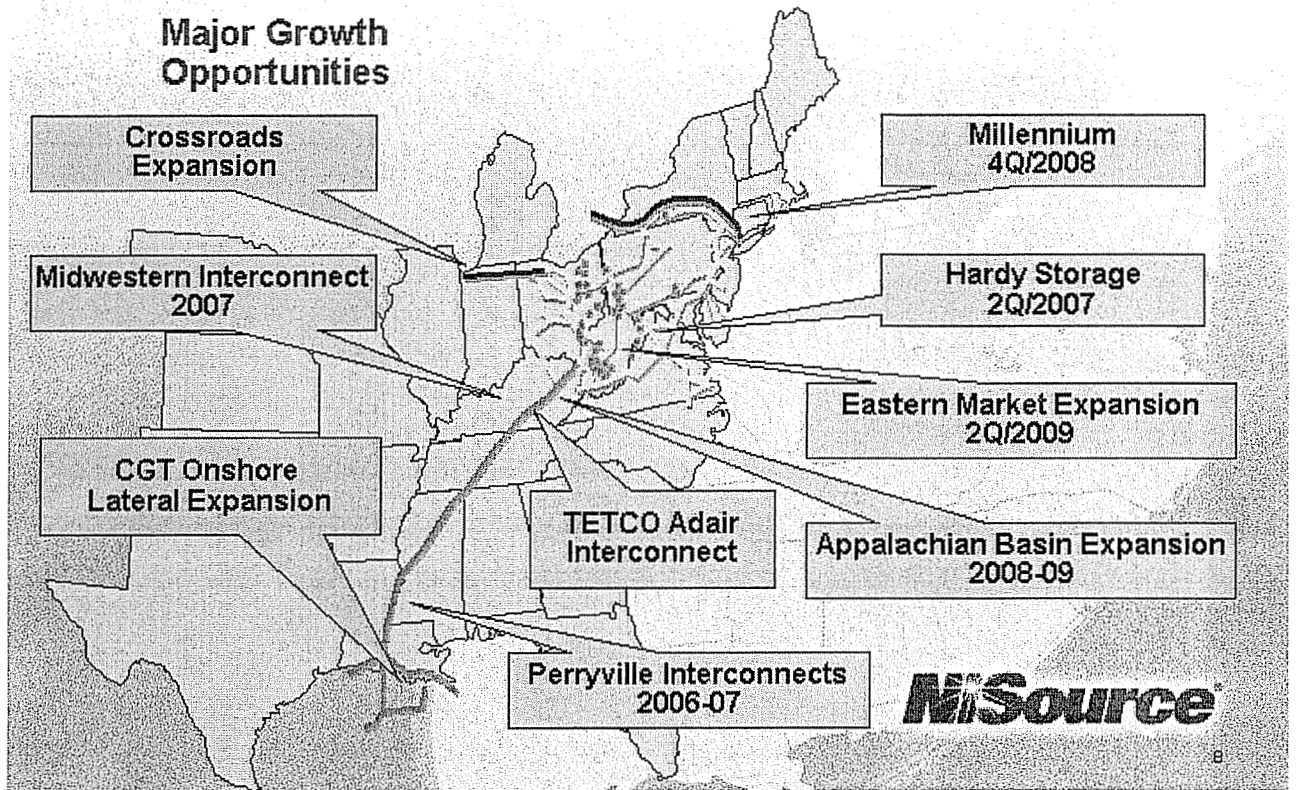 Major Growth
Opportunities
Crossroads
Expansion
Millennium
4Q/2008
Midwestern Interconnect
2007
Hardy Storage
2Q/2007
Eastern Market Expansion
2Q/2009
CGT Onshore
Lateral Expansion
TETCO Adair
Interconnect
Appalachian Basin Expansion
2008-09
Perryville Interconnects
2006-07
NiSource®
8